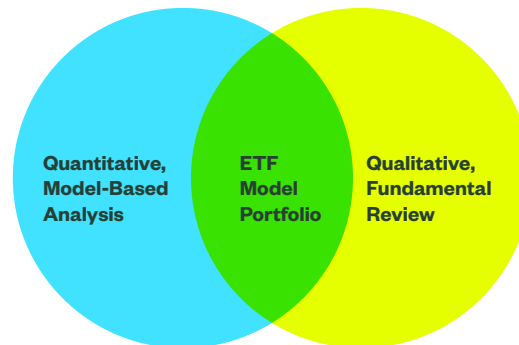 Quantitative,
Model-Based
Analysis
ETF
Model
Portfolio
Qualitative,
Fundamental
Review